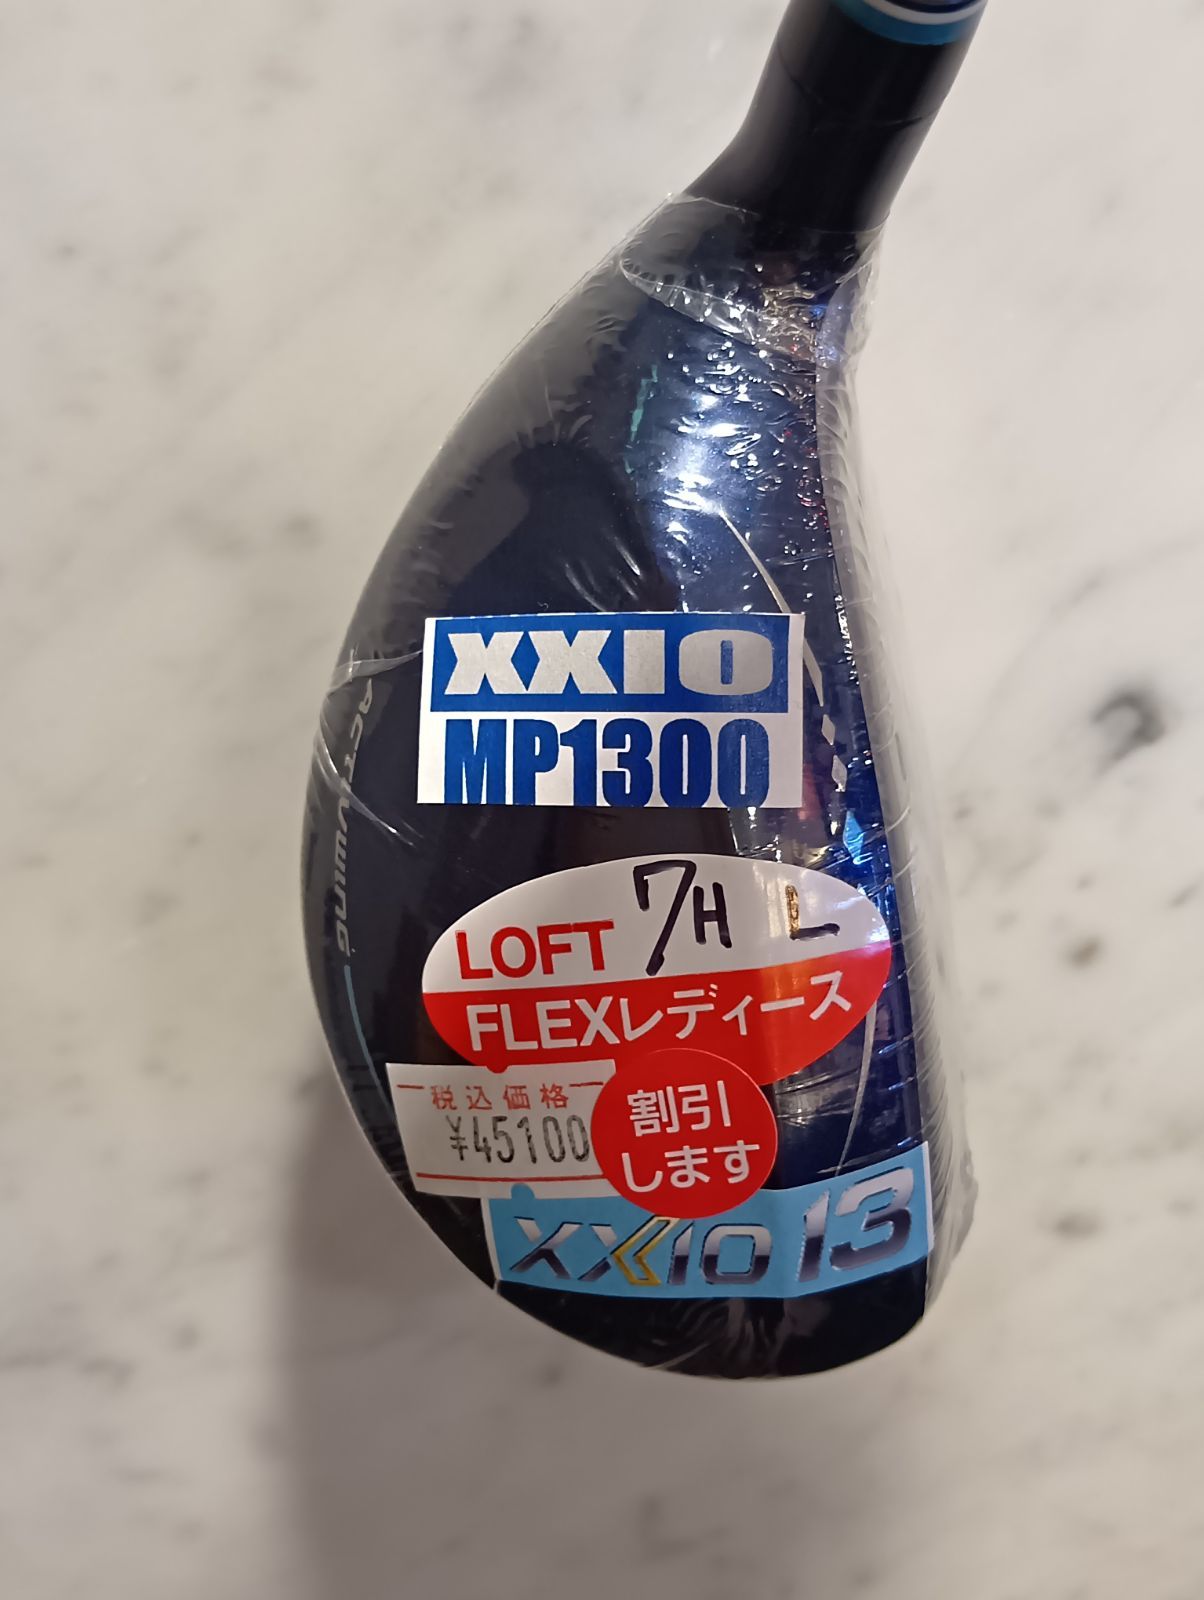 XXIO
MP1300
ACTIVWING
LOFT 7H L
FLEXレディース
税込価格
¥45100
割引
します
XXIO 13